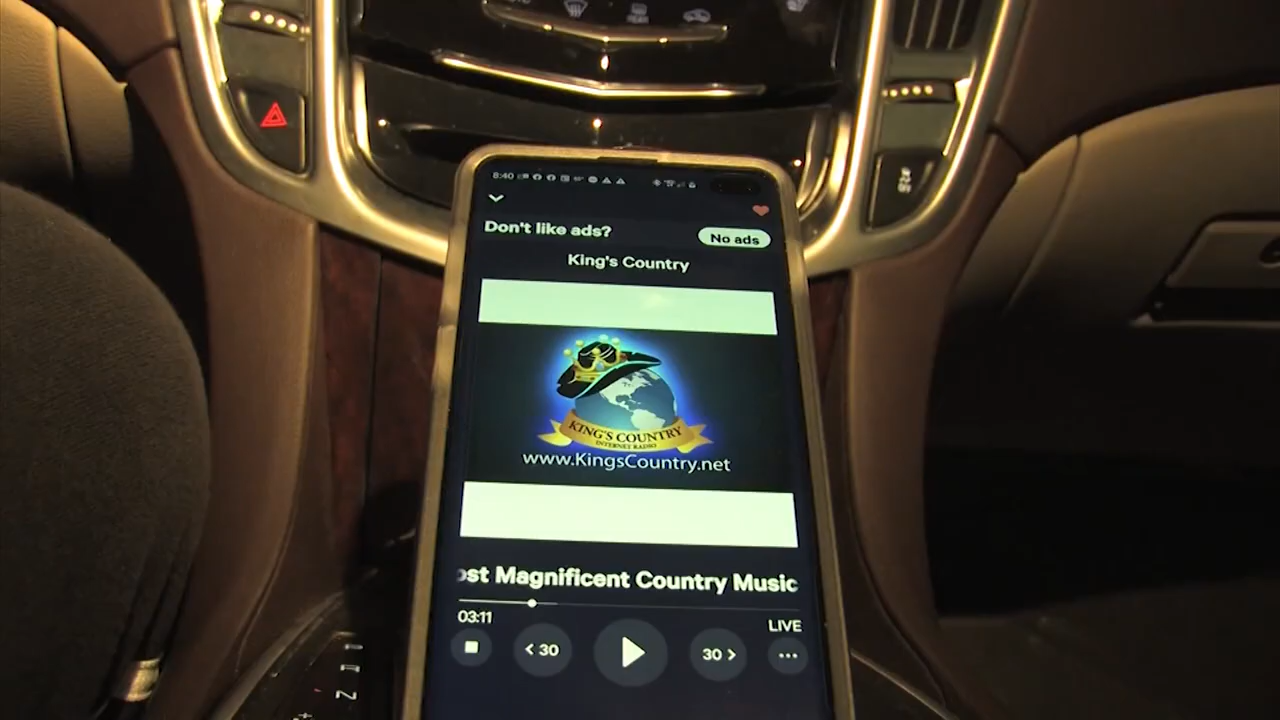 8:40
Don't like ads?
No ads
King's Country
KING'S COUNTRY
INTERNET RADIO
www.KingsCountry.net
ost Magnificent Country Music
03:11
LIVE
< 30
30 >
N